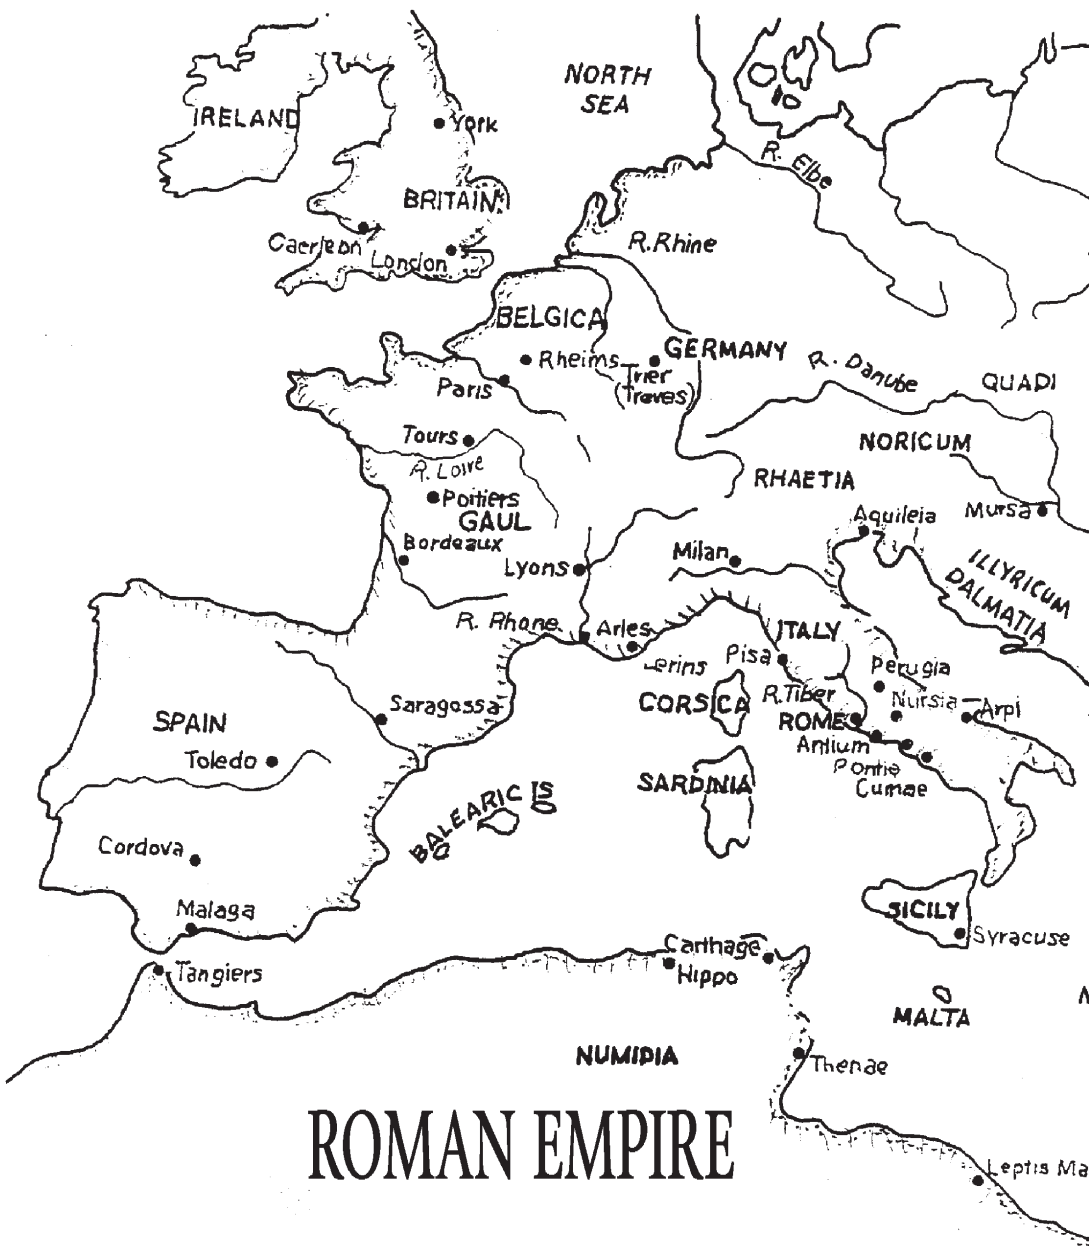 NORTH
SEA
IRELAND
York
R. Elbe
BRITAIN
R. Rhine
Caerleon
London
BELGICA
Rheims
GERMANY
Trier
(Treves)
R. Danube
QUADI
Paris
Tours
R. Loire
NORICUM
RHAETIA
Poitiers
GAUL
Aquileia
Mursa
Bordeaux
Lyons
Milan
ILLYRICUM
DALMATIA
R. Rhone
Arles
ITALY
Lerins
Pisa
Perugia
CORSICA
R. Tiber
Nursia
Arpi
Saragossa
SPAIN
ROME
Antium
Toledo
Pontia
Cumae
SARDINIA
BALEARIC IS
Cordova
Malaga
SICILY
Syracuse
Carthage
Tangiers
Hippo
MALTA
NUMIDIA
Thenae
ROMAN EMPIRE
Leptis Ma